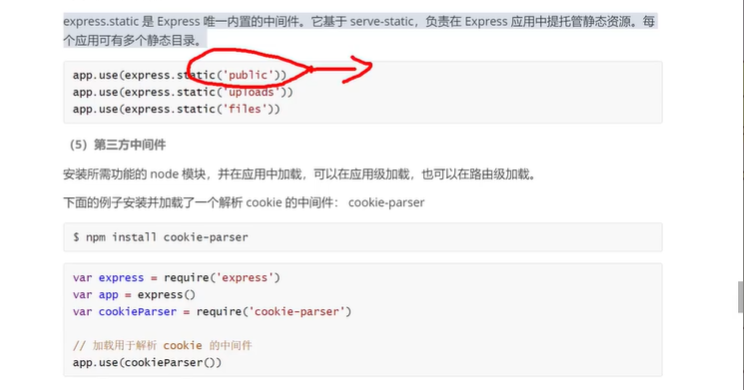 express.static 是 Express 唯一内置的中间件。它基于 serve-static，负责在 Express 应用中提托管静态资源。每
个应用可有多个静态目录。
app.use(express.static('public'))
app.use(express.static('uploads'))
app.use(express.static('files'))
（5）第三方中间件
安装所需功能的 node 模块，并在应用中加载，可以在应用级加载，也可以在路由级加载。
下面的例子安装并加载了一个解析 cookie 的中间件： cookie-parser
$ npm install cookie-parser
var express = require('express')
var app = express()
var cookieParser = require('cookie-parser')
// 加载用于解析 cookie 的中间件
app.use(cookieParser())